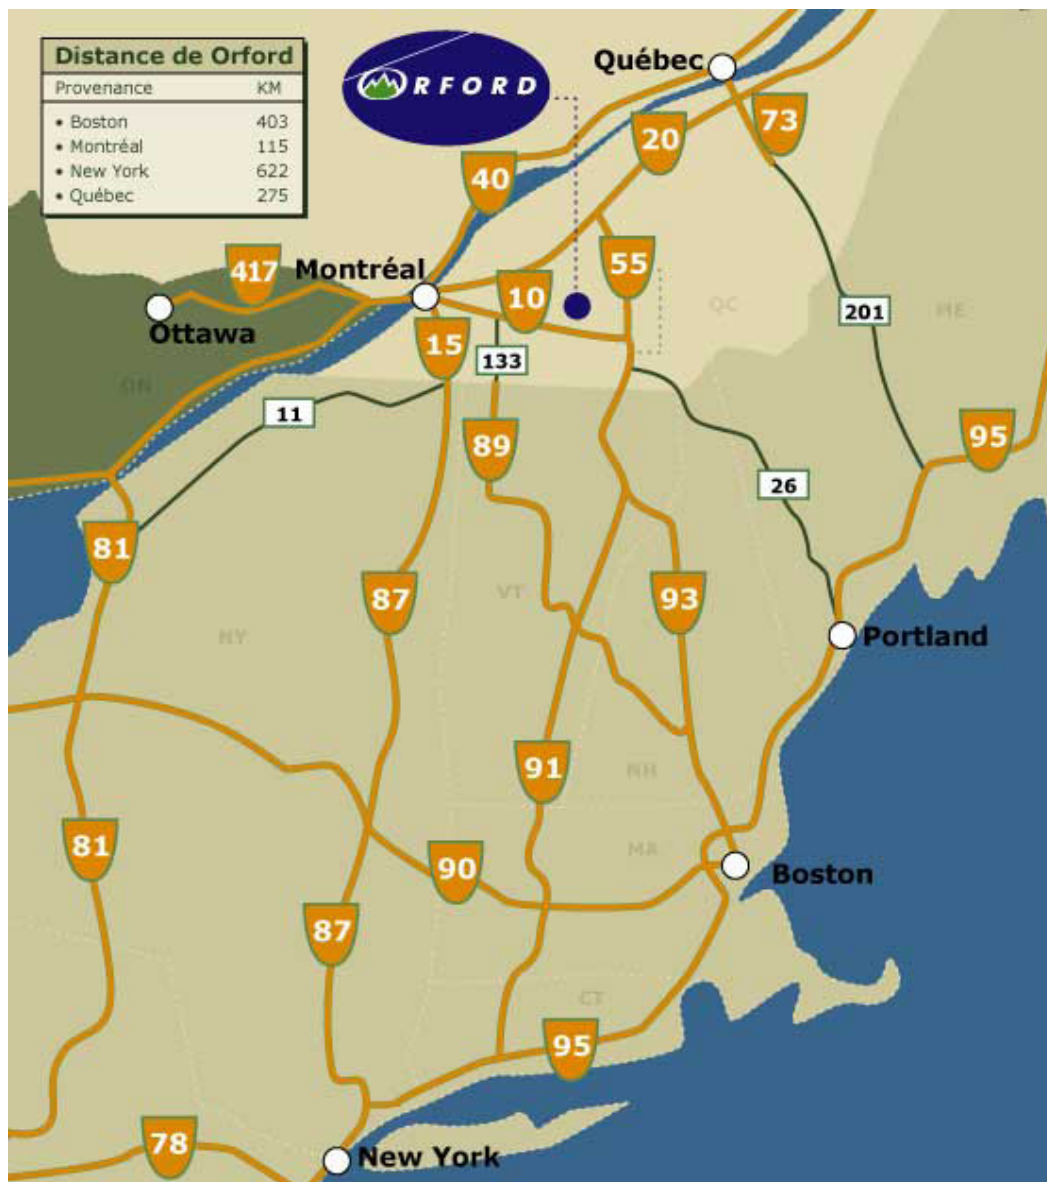 Distance de Orford
Provenance KM
• Boston 403
• Montréal 115
• New York 622
• Québec 275
ORFORD
Québec
73
20
40
55
417
Montréal
10
Ottawa
15
133
201
QC
ME
ON
11
89
95
26
81
87
VT
93
NY
Portland
91
NH
81
90
MA
Boston
87
CT
95
78
New York